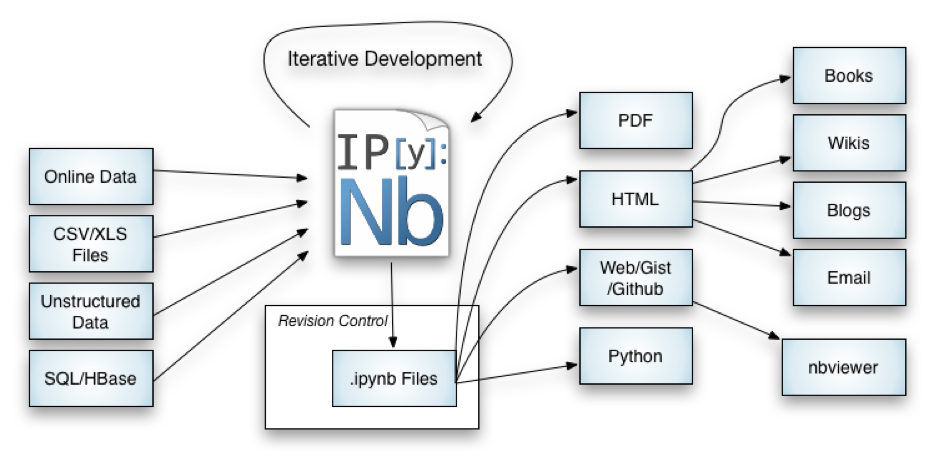 Iterative Development
IP[y]:
Nb
Online Data
CSV/XLS
Files
Unstructured
Data
SQL/HBase
Revision Control
.ipynb Files
PDF
HTML
Web/Gist
/Github
Python
Books
Wikis
Blogs
Email
nbviewer